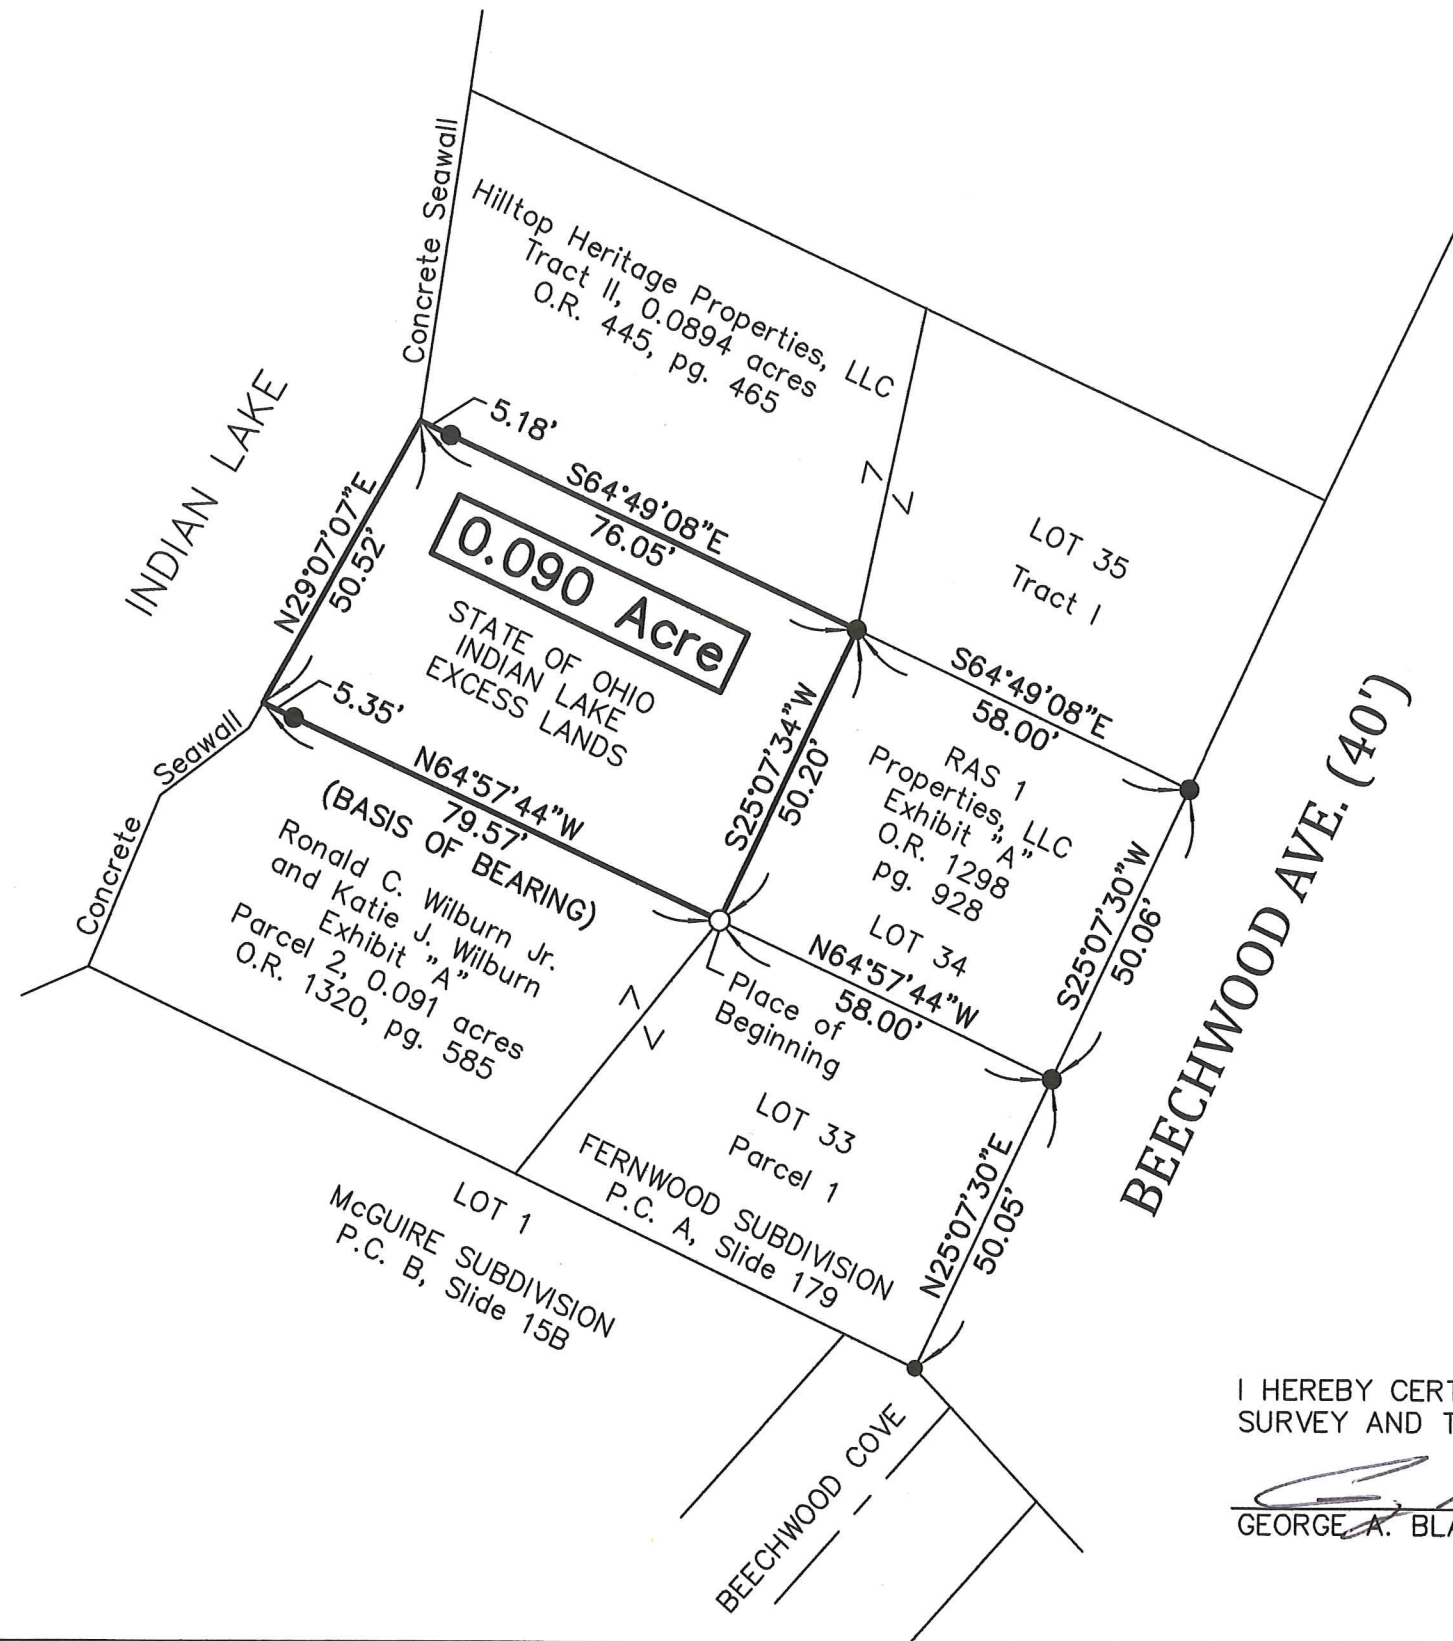 Concrete Seawall
Hilltop Heritage Properties, LLC
Tract II, 0.0894 acres
O.R. 445, pg. 465
INDIAN LAKE
5.18'
S64°49'08"E
76.05'
N29°07'07"E
50.52'
0.090 Acre
STATE OF OHIO
INDIAN LAKE
EXCESS LANDS
LOT 35
Tract I
S64°49'08"E
58.00'
S25°07'34"W
50.20'
RAS 1
Properties, LLC
Exhibit "A"
O.R. 1298
pg. 928
LOT 34
S25°07'30"W
50.06'
BEECHWOOD AVE. (40')
5.35'
N64°57'44"W
79.57'
(BASIS OF BEARING)
Concrete Seawall
Ronald C. Wilburn Jr.
and Katie J. Wilburn
Exhibit "A"
Parcel 2, 0.091 acres
O.R. 1320, pg. 585
N64°57'44"W
58.00'
Place of
Beginning
LOT 33
Parcel 1
FERNWOOD SUBDIVISION
P.C. A, Slide 179
N25°07'30"E
50.05'
LOT 1
McGUIRE SUBDIVISION
P.C. B, Slide 15B
BEECHWOOD COVE
I HEREBY CERT
SURVEY AND T
GEORGE A. BLA